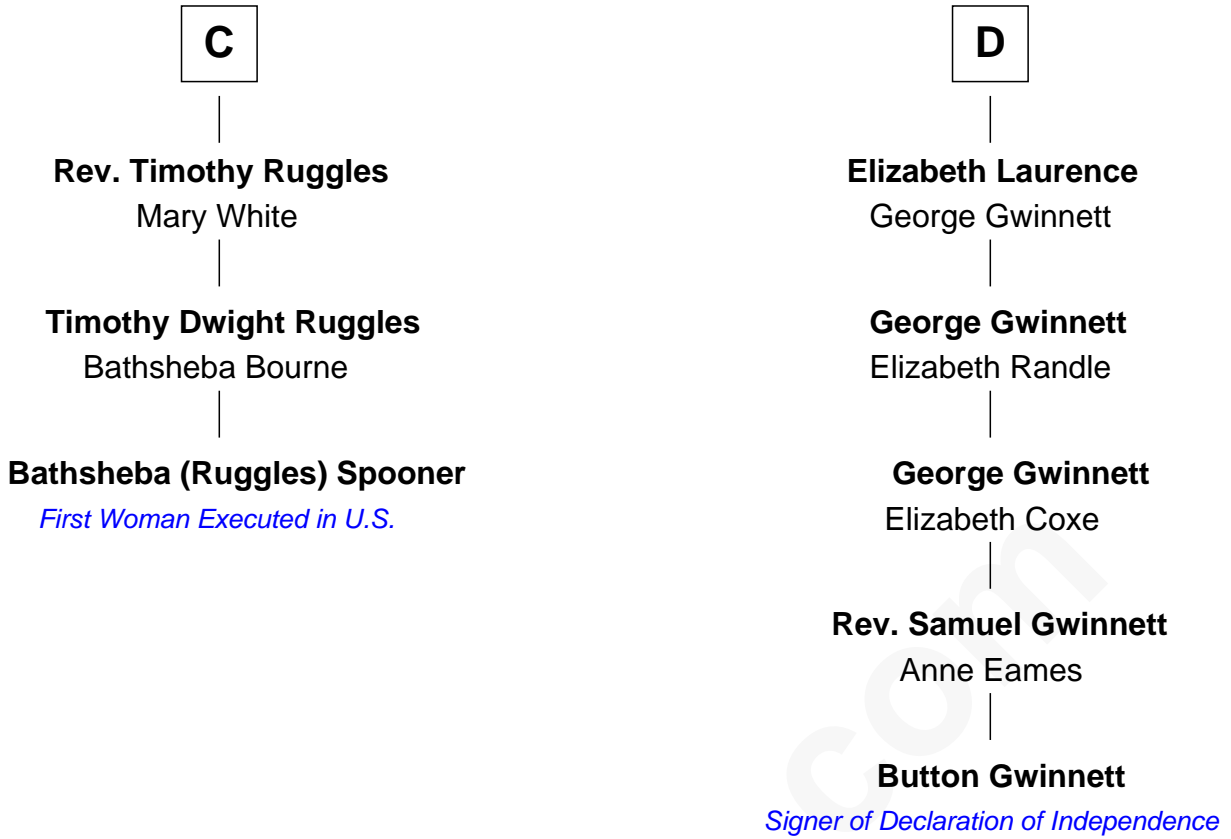 C
Rev. Timothy Ruggles
Mary White
Timothy Dwight Ruggles
Bathsheba Bourne
Bathsheba (Ruggles) Spooner
First Woman Executed in U.S.
D
Elizabeth Laurence
George Gwinnett
George Gwinnett
Elizabeth Randle
George Gwinnett
Elizabeth Coxe
Rev. Samuel Gwinnett
Anne Eames
Button Gwinnett
Signer of Declaration of Independence
com